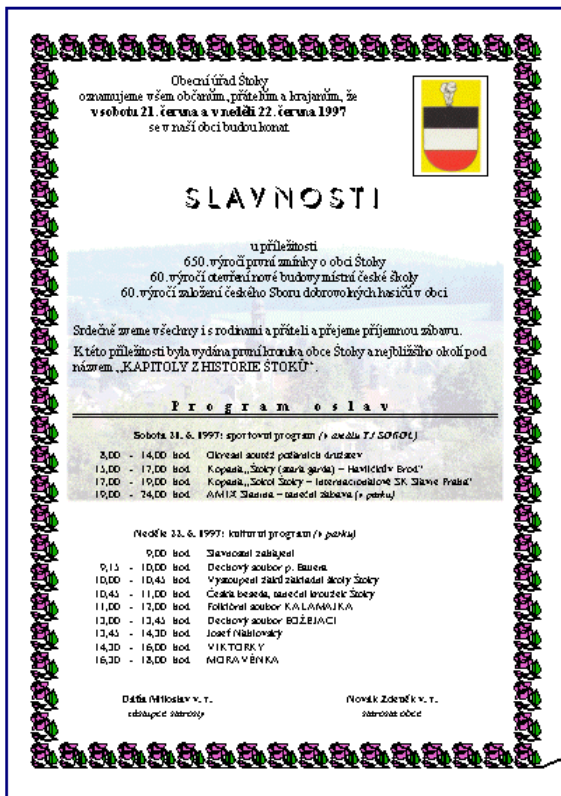 Obecní úřad Štoky
oznamujeme všem občanům, přátelům a krajanům, že
v sobotu 21. června a v neděli 22. června 1997
se v naší obci budou konat
SLAVNOSTI
u příležitosti
650. výročí první zmínky o obci Štoky
60. výročí otevření nové budovy místní české školy
60. výročí založení českého Sboru dobrovolných hasičů v obci
Srdečně zveme všechny i s rodinami a přáteli a přejeme příjemnou zábavu.
K této příležitosti byla vydána první kronika obce Štoky a nejbližšího okolí pod
názvem „KAPITOLY Z HISTORIE ŠTOKŮ“.
Program oslav
Sobota 21. 6. 1997: sportovní program (v areálu TJ SOKOL)
8,00 - 14,00 hod Okresní soutěž požárních družstev
15,00 - 17,00 hod Kopaná „Štoky (stará garda) – Havlíčkův Brod“
17,00 - 19,00 hod Kopaná „Sokol Štoky – Internacionálové SK Slavie Praha“
19,00 - 24,00 hod AMIX Slanina – taneční zábava (v parku)
Neděle 22. 6. 1997: kulturní program (v parku)
9,00 hod Slavnostní zahájení
9,15 - 10,00 hod Dechový soubor p. Bauera
10,00 - 10,45 hod Vystoupení žáků základní školy Štoky
10,45 - 11,00 hod Česká beseda, taneční kroužek Štoky
11,00 - 12,00 hod Folklórní soubor KALAMAJKA
13,00 - 13,45 hod Dechový soubor BOŽEJÁCI
13,45 - 14,30 hod Josef Náhlovský
14,30 - 16,00 hod VIKTORKY
16,30 - 18,00 hod MORAVĚNKA
Miloslav v. r. Novák Zdeněk v. r.
zástupce starosty starosta obce